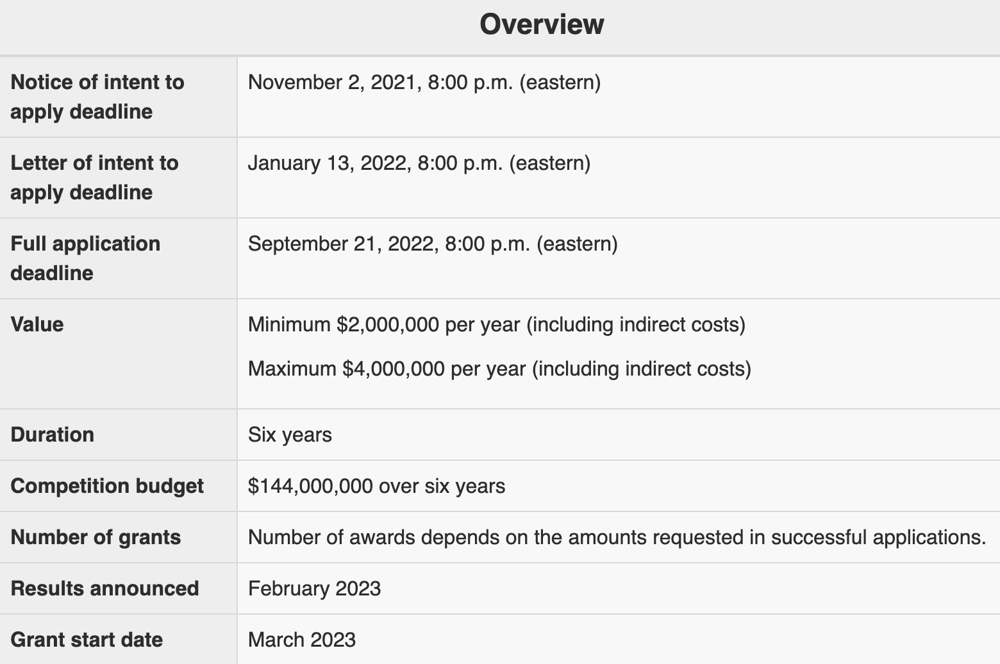 Overview
Notice of intent to
apply deadline
November 2, 2021, 8:00 p.m. (eastern)
Letter of intent to
apply deadline
January 13, 2022, 8:00 p.m. (eastern)
Full application
deadline
September 21, 2022, 8:00 p.m. (eastern)
Value
Minimum $2,000,000 per year (including indirect costs)
Maximum $4,000,000 per year (including indirect costs)
Duration
Six years
Competition budget
$144,000,000 over six years
Number of grants
Number of awards depends on the amounts requested in successful applications.
Results announced
February 2023
Grant start date
March 2023